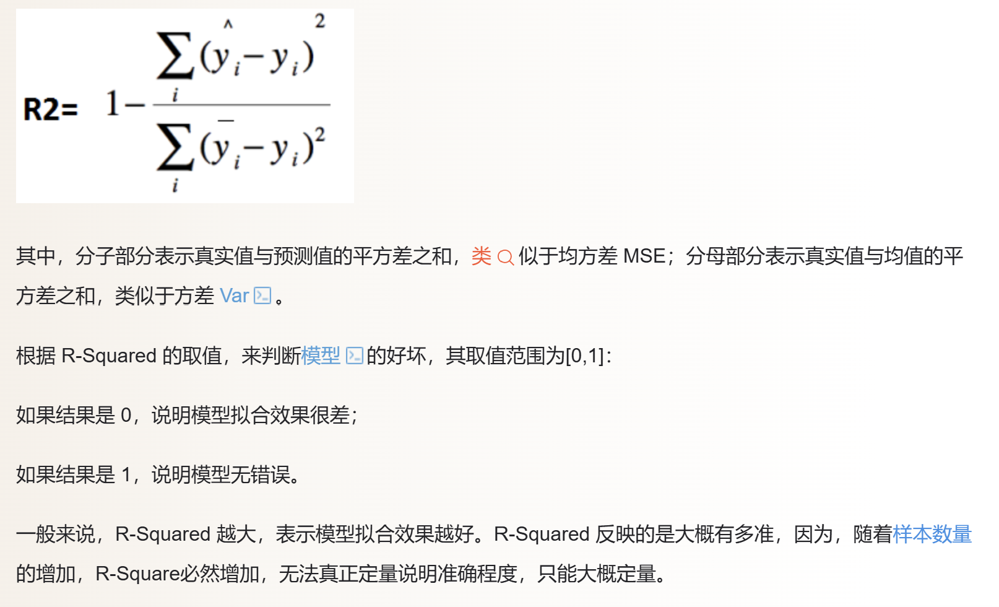 R2= 1 − ∑i(ŷi − yi)² / ∑i(ȳi − yi)²
其中，分子部分表示真实值与预测值的平方差之和，类似于均方差 MSE；分母部分表示真实值与均值的平
方差之和，类似于方差 Var 。
根据 R-Squared 的取值，来判断模型的好坏，其取值范围为[0,1]：
如果结果是 0，说明模型拟合效果很差；
如果结果是 1，说明模型无错误。
一般来说，R-Squared 越大，表示模型拟合效果越好。R-Squared 反映的是大概有多准，因为，随着样本数量
的增加，R-Square必然增加，无法真正定量说明准确程度，只能大概定量。